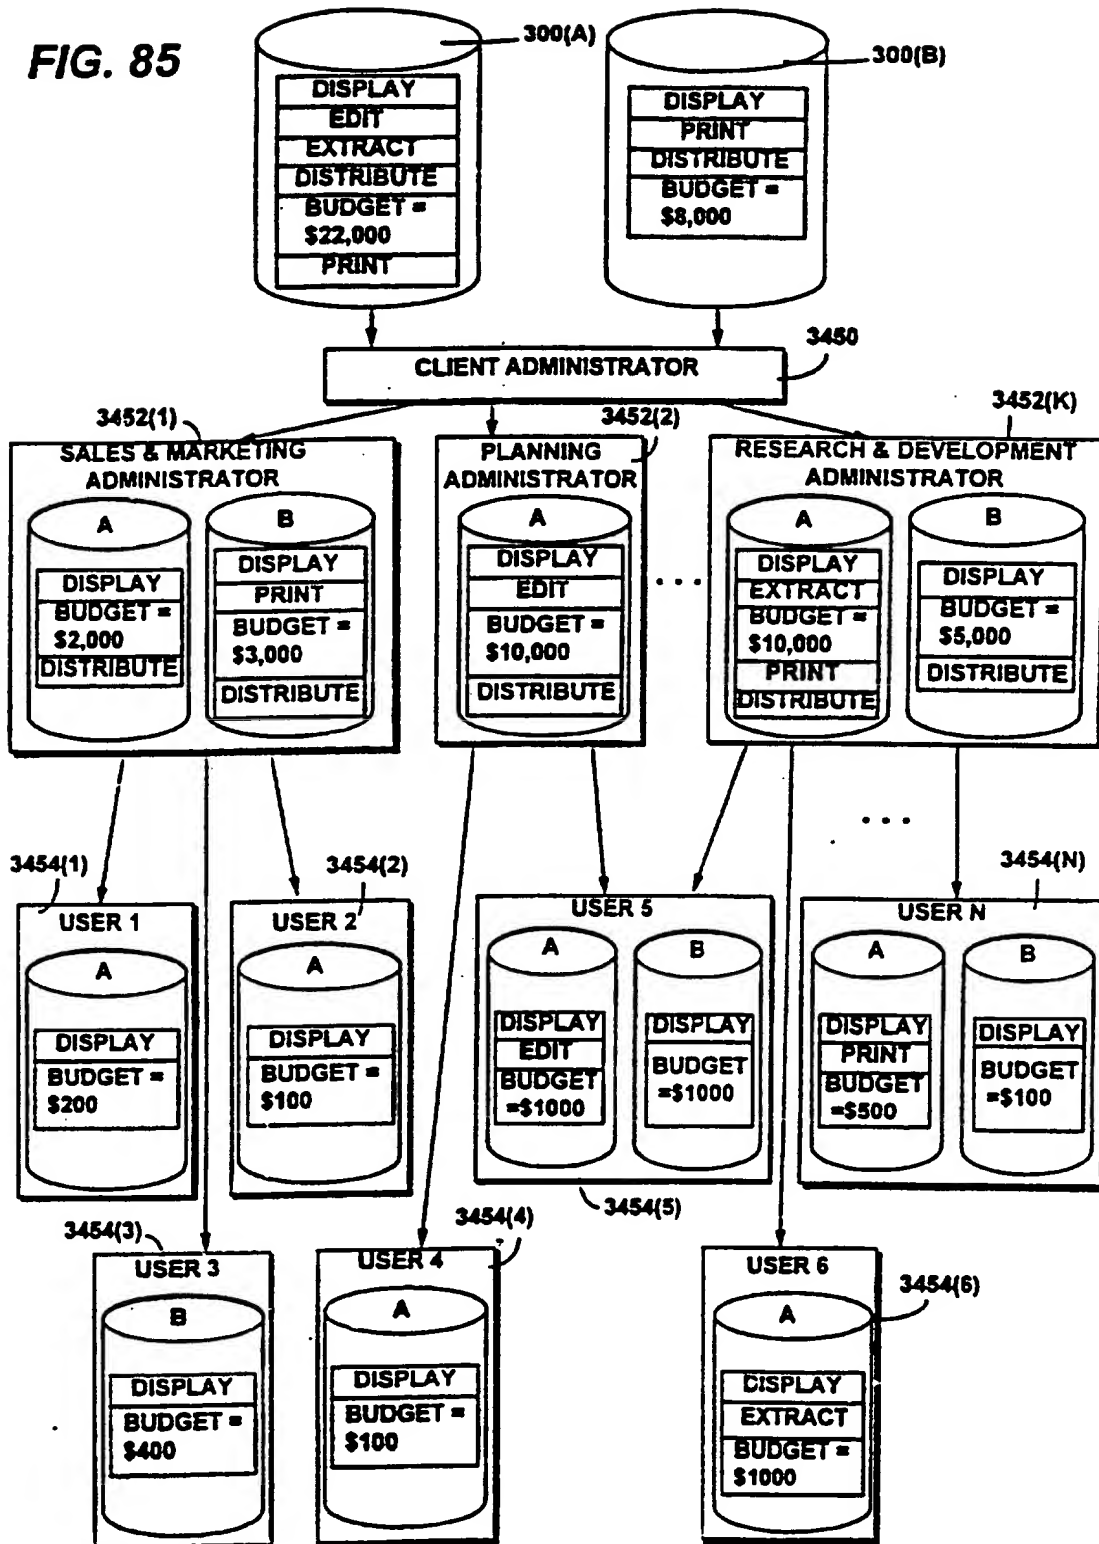 FIG. 85
300(A)
DISPLAY
EDIT
EXTRACT
DISTRIBUTE
BUDGET =
$22,000
PRINT
300(B)
DISPLAY
PRINT
DISTRIBUTE
BUDGET =
$8,000
CLIENT ADMINISTRATOR
3450
3452(1)
SALES & MARKETING
ADMINISTRATOR
A
DISPLAY
BUDGET =
$2,000
DISTRIBUTE
B
DISPLAY
PRINT
BUDGET =
$3,000
DISTRIBUTE
3452(2)
PLANNING
ADMINISTRATOR
A
DISPLAY
EDIT
BUDGET =
$10,000
DISTRIBUTE
. . .
3452(K)
RESEARCH & DEVELOPMENT
ADMINISTRATOR
A
DISPLAY
EXTRACT
BUDGET =
$10,000
PRINT
DISTRIBUTE
B
DISPLAY
BUDGET =
$5,000
DISTRIBUTE
. . .
3454(1)
USER 1
A
DISPLAY
BUDGET =
$200
3454(2)
USER 2
A
DISPLAY
BUDGET =
$100
USER 5
A
DISPLAY
EDIT
BUDGET
=$1000
B
DISPLAY
BUDGET
=$1000
3454(5)
3454(N)
USER N
A
DISPLAY
PRINT
BUDGET
=$500
B
DISPLAY
BUDGET
=$100
3454(3)
USER 3
B
DISPLAY
BUDGET =
$400
3454(4)
USER 4
A
DISPLAY
BUDGET =
$100
USER 6
3454(6)
A
DISPLAY
EXTRACT
BUDGET =
$1000